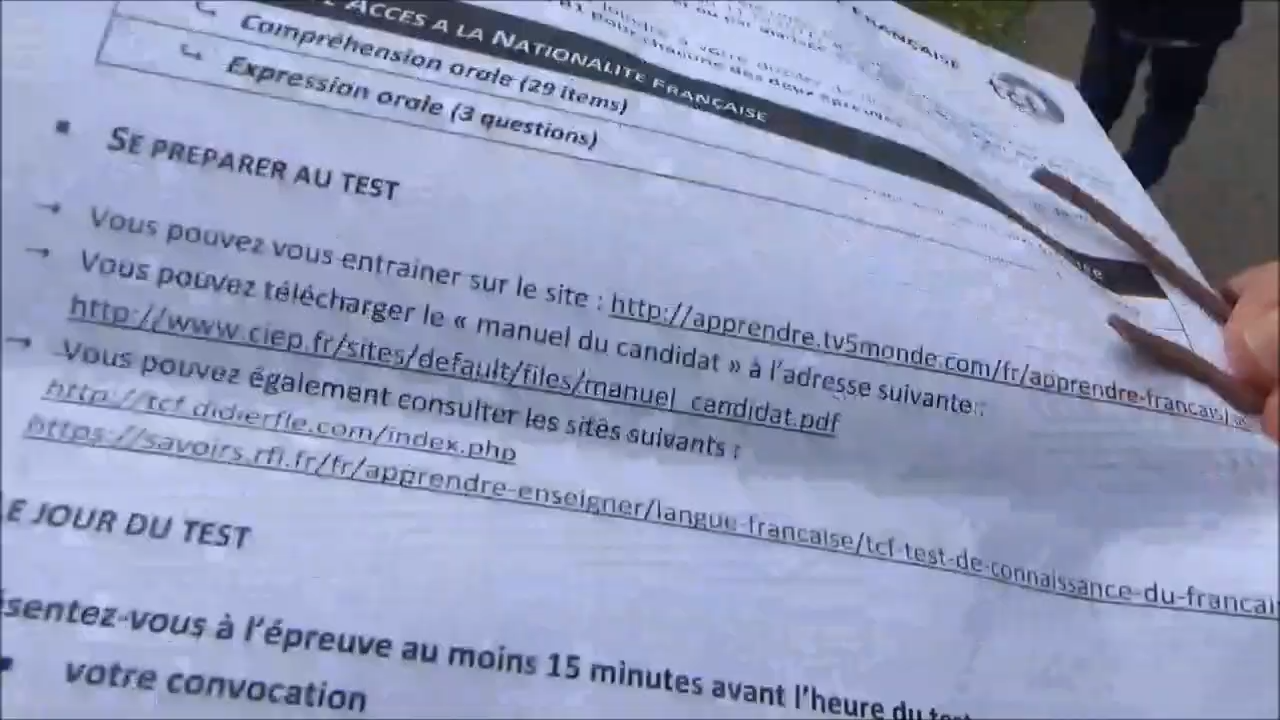 ACCES A LA NATIONALITE FRANÇAISE
FRANÇAISE
Compréhension orale (29 items)
Expression orale (3 questions)
SE PREPARER AU TEST
→ Vous pouvez vous entrainer sur le site : http://apprendre.tv5monde.com/fr/apprendre-francais
→ Vous pouvez télécharger le « manuel du candidat » à l'adresse suivante :
http://www.ciep.fr/sites/default/files/manuel_candidat.pdf
→ Vous pouvez également consulter les sites suivants :
http://tcf.didierfle.com/index.php
https://savoirs.rfi.fr/fr/apprendre-enseigner/langue-francaise/tcf-test-de-connaissance-du-francai
E JOUR DU TEST
ésentez-vous à l'épreuve au moins 15 minutes avant l'heure du test
votre convocation